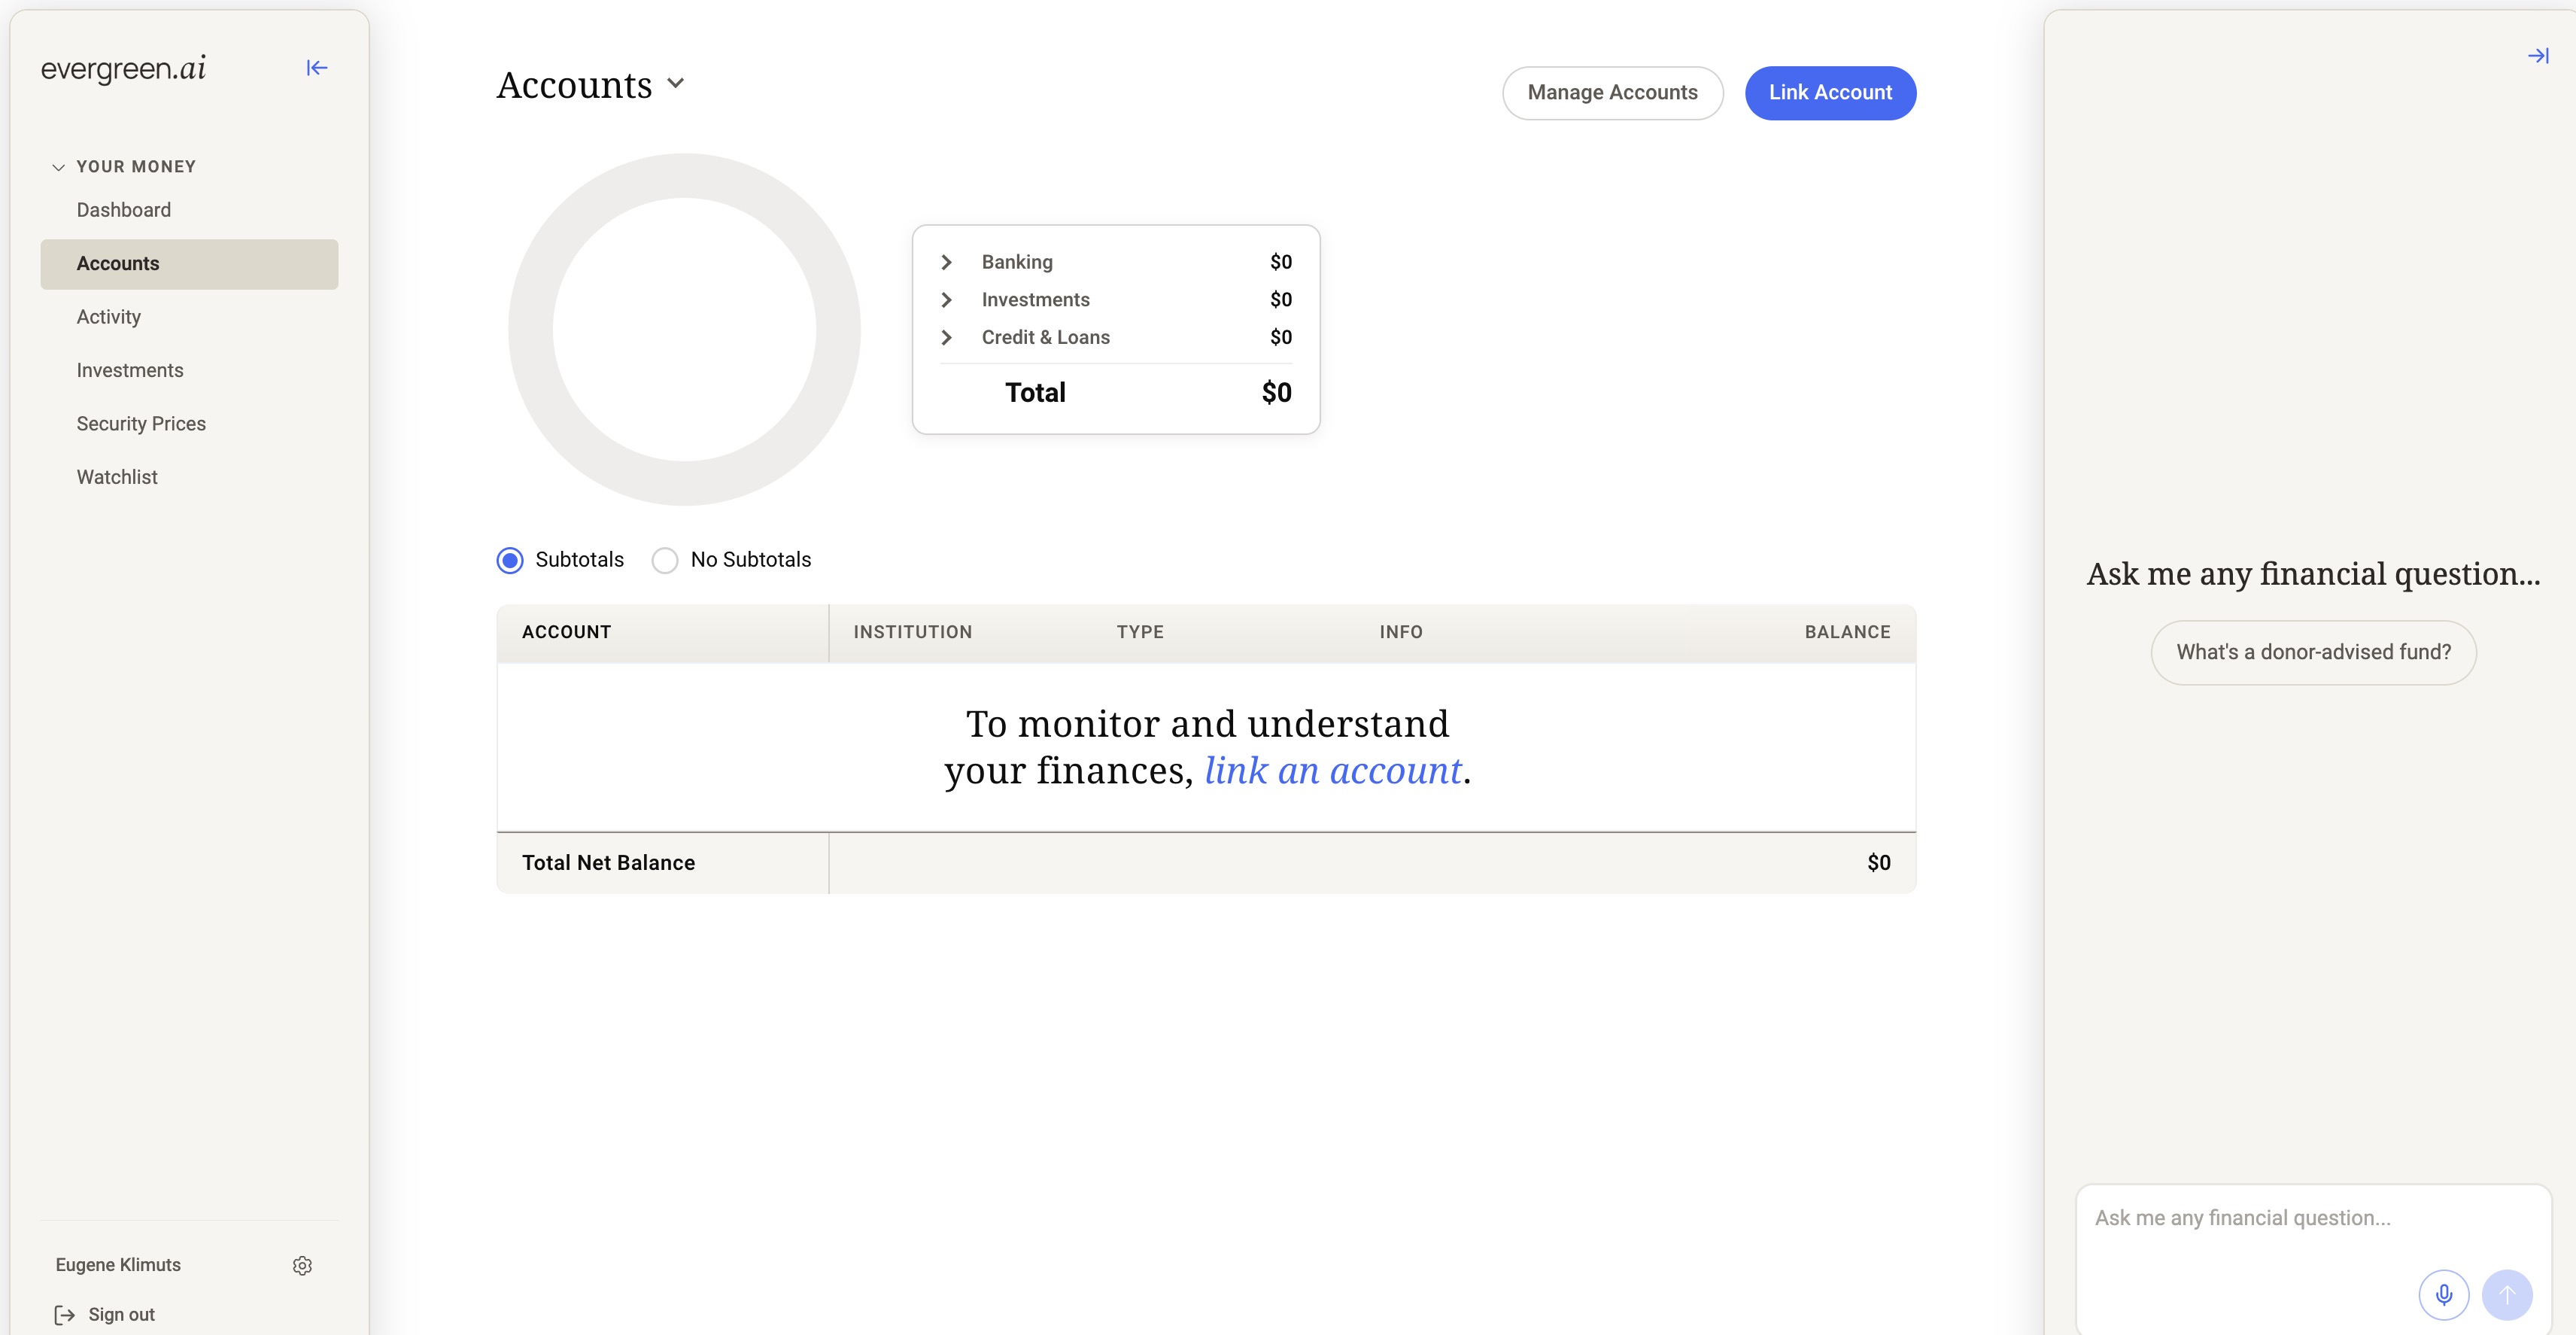 evergreen.ai
YOUR MONEY
Dashboard
Accounts
Activity
Investments
Security Prices
Watchlist
Eugene Klimuts
Sign out
Accounts
Manage Accounts
Link Account
Banking $0
Investments $0
Credit & Loans $0
Total $0
Subtotals
No Subtotals
ACCOUNT INSTITUTION TYPE INFO BALANCE
To monitor and understand
your finances, link an account.
Total Net Balance $0
Ask me any financial question...
What's a donor-advised fund?
Ask me any financial question...